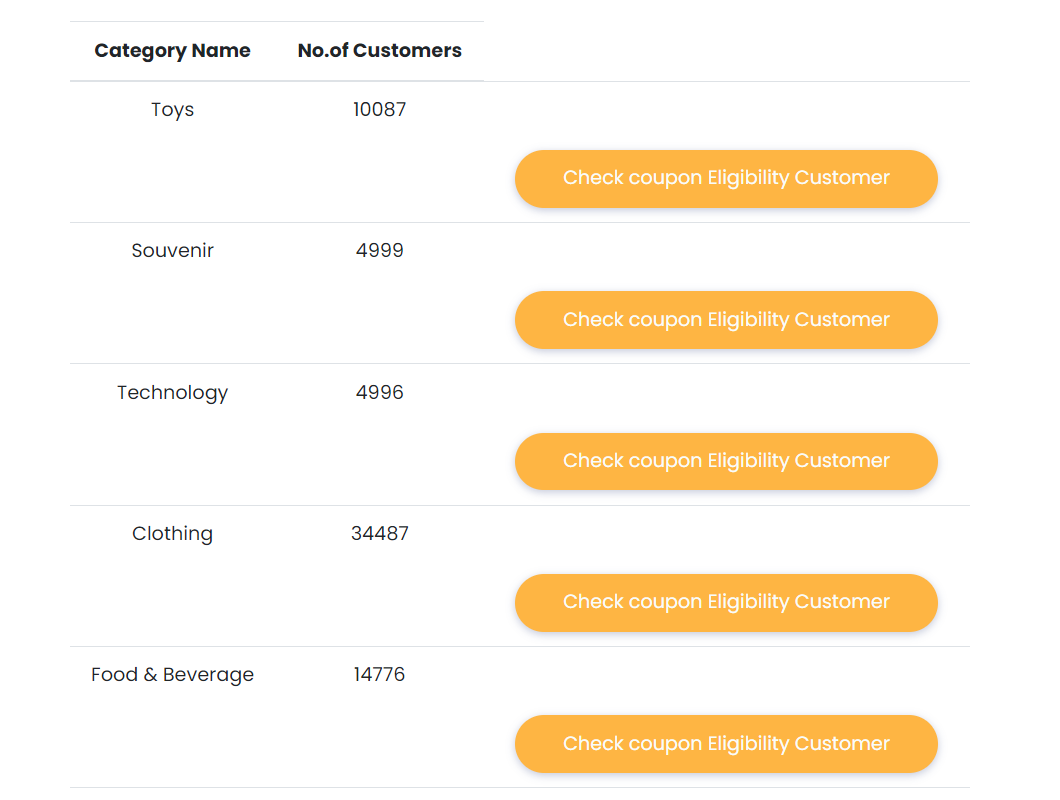 Category Name No.of Customers
Toys 10087
Check coupon Eligibility Customer
Souvenir 4999
Check coupon Eligibility Customer
Technology 4996
Check coupon Eligibility Customer
Clothing 34487
Check coupon Eligibility Customer
Food & Beverage 14776
Check coupon Eligibility Customer